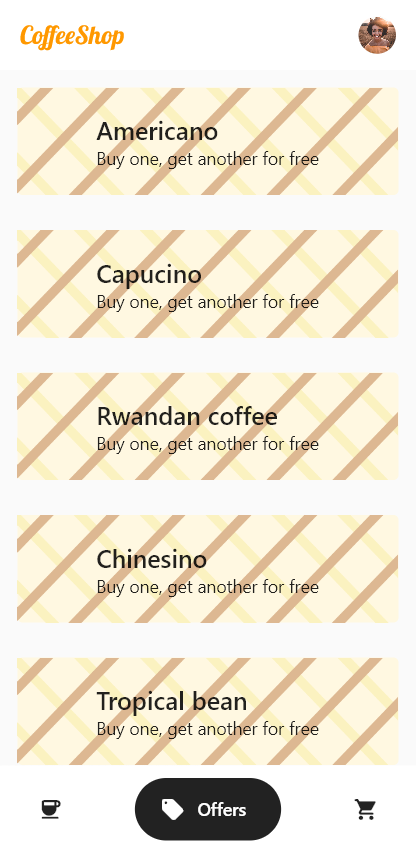 CoffeeShop
Americano
Buy one, get another for free
Capucino
Buy one, get another for free
Rwandan coffee
Buy one, get another for free
Chinesino
Buy one, get another for free
Tropical bean
Buy one, get another for free
Offers